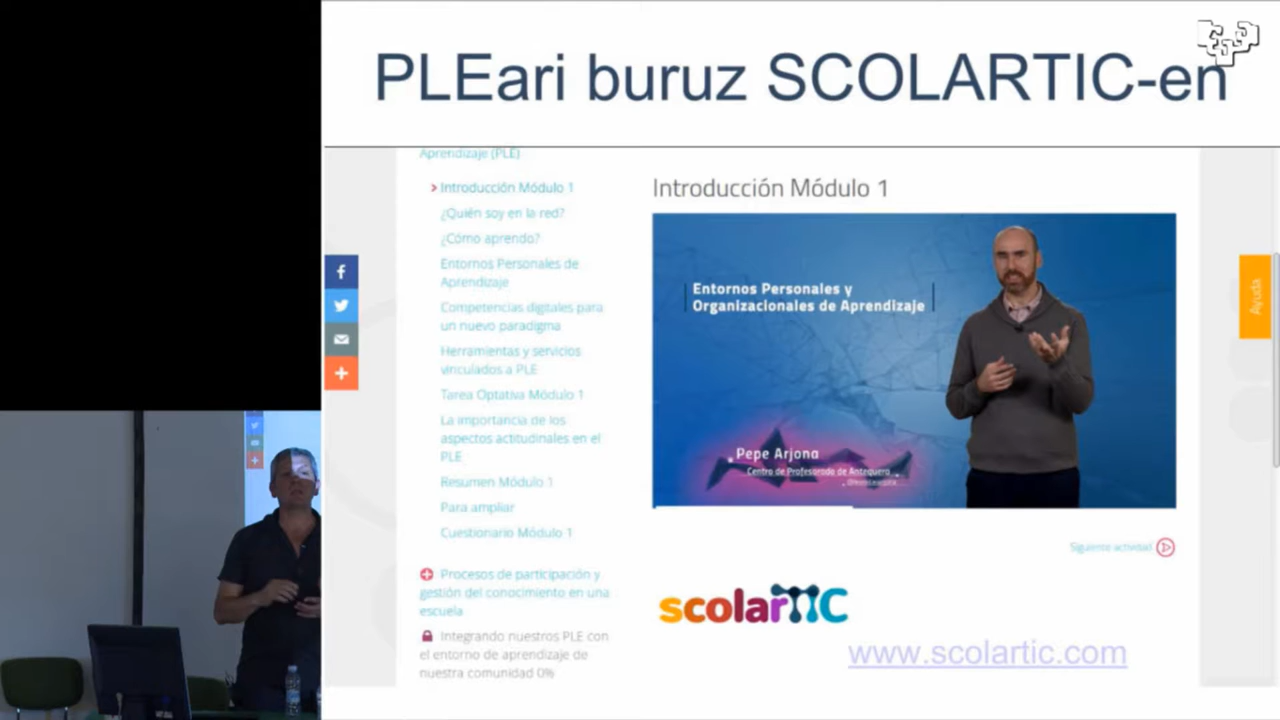 PLEari buruz SCOLARTIC-en
Aprendizaje (PLE)
Introducción Módulo 1
¿Quién soy en la red?
¿Cómo aprendo?
Entornos Personales de
Aprendizaje
Competencias digitales para
un nuevo paradigma
Herramientas y servicios
vinculados a PLE
Tarea Optativa Módulo 1
La importancia de los
aspectos actitudinales en el
PLE
Resumen Módulo 1
Para ampliar
Cuestionario Módulo 1
Procesos de participación y
gestión del conocimiento en una
escuela
Integrando nuestros PLE con
el entorno de aprendizaje de
nuestra comunidad 0%
Introducción Módulo 1
Entornos Personales y
Organizacionales de Aprendizaje
Pepe Arjona
Centro de Profesorado de Antequera
Siguiente actividad
scolarTIC
www.scolartic.com
Ayuda